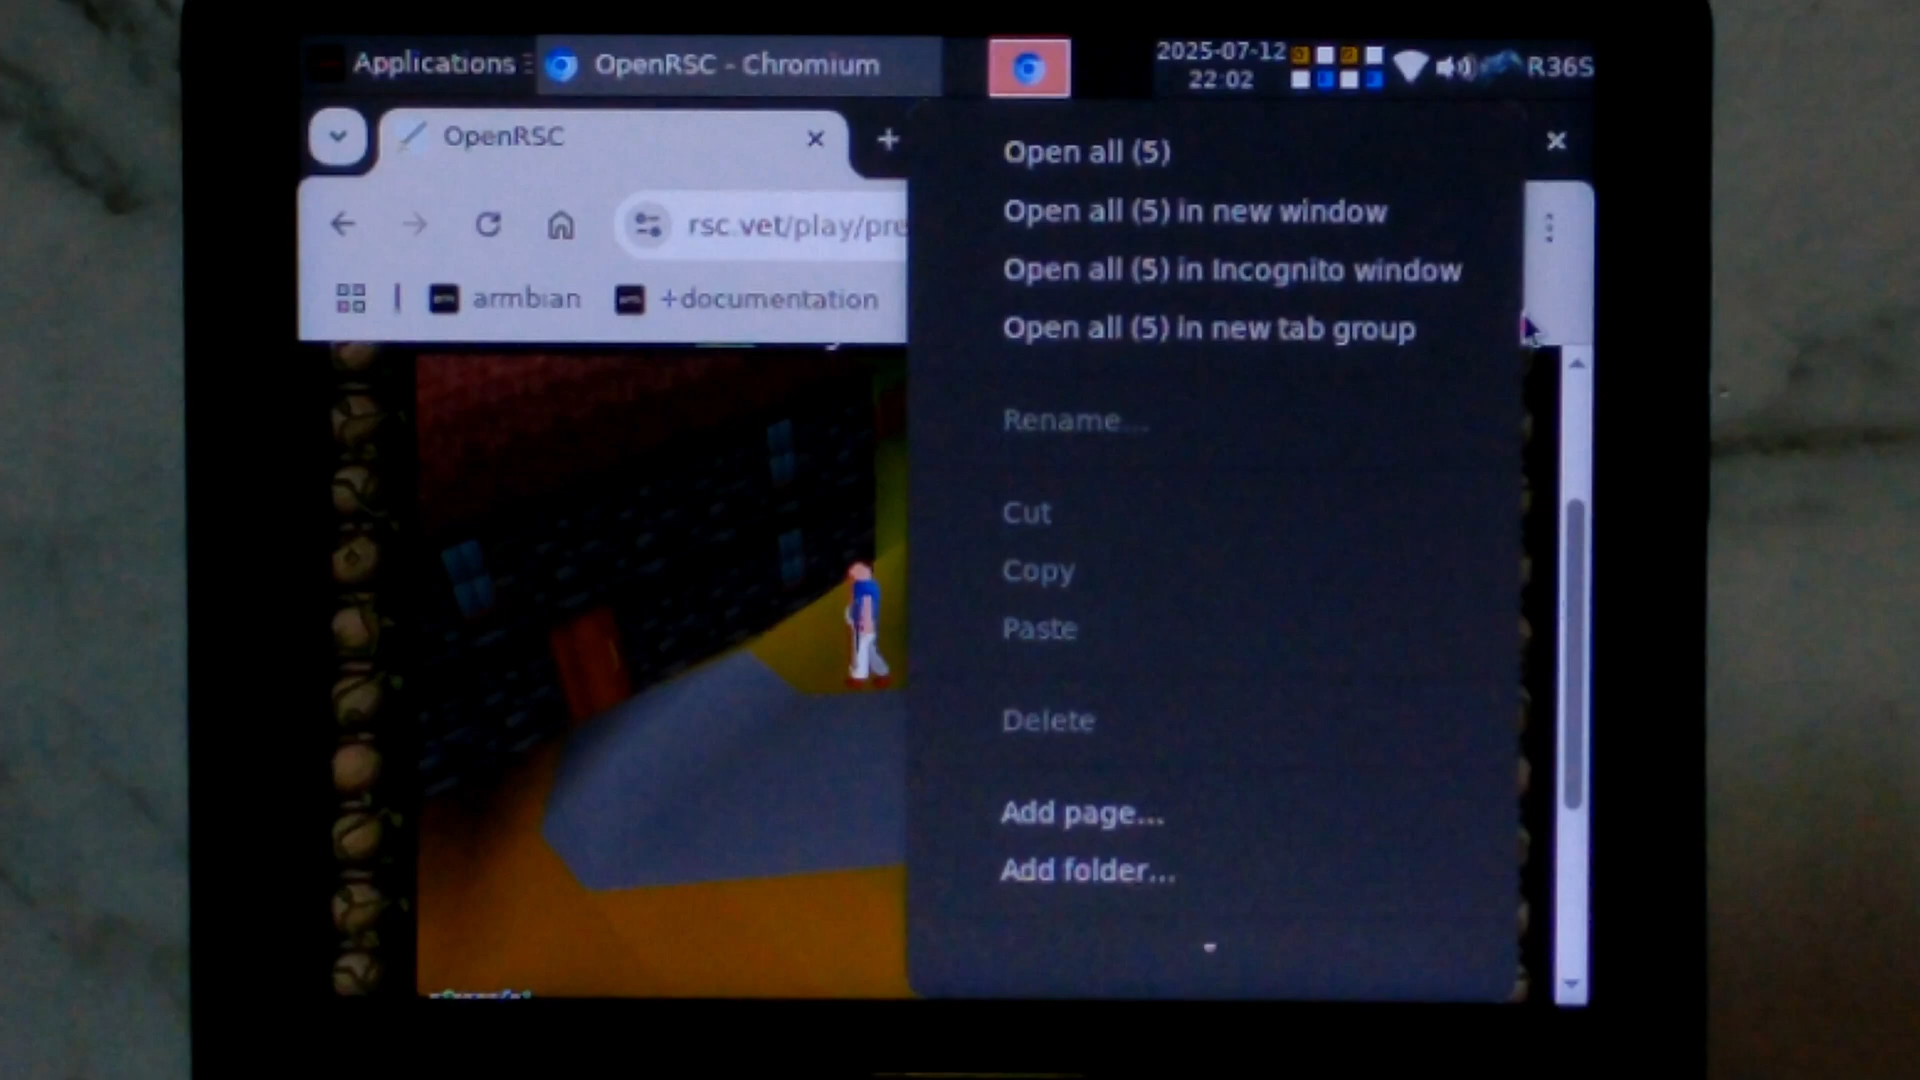 Applications
OpenRSC - Chromium
2025-07-12
22:02
R36S
OpenRSC
rsc.vet/play/pre
armbian
+documentation
Open all (5)
Open all (5) in new window
Open all (5) in Incognito window
Open all (5) in new tab group
Rename...
Cut
Copy
Paste
Delete
Add page...
Add folder...